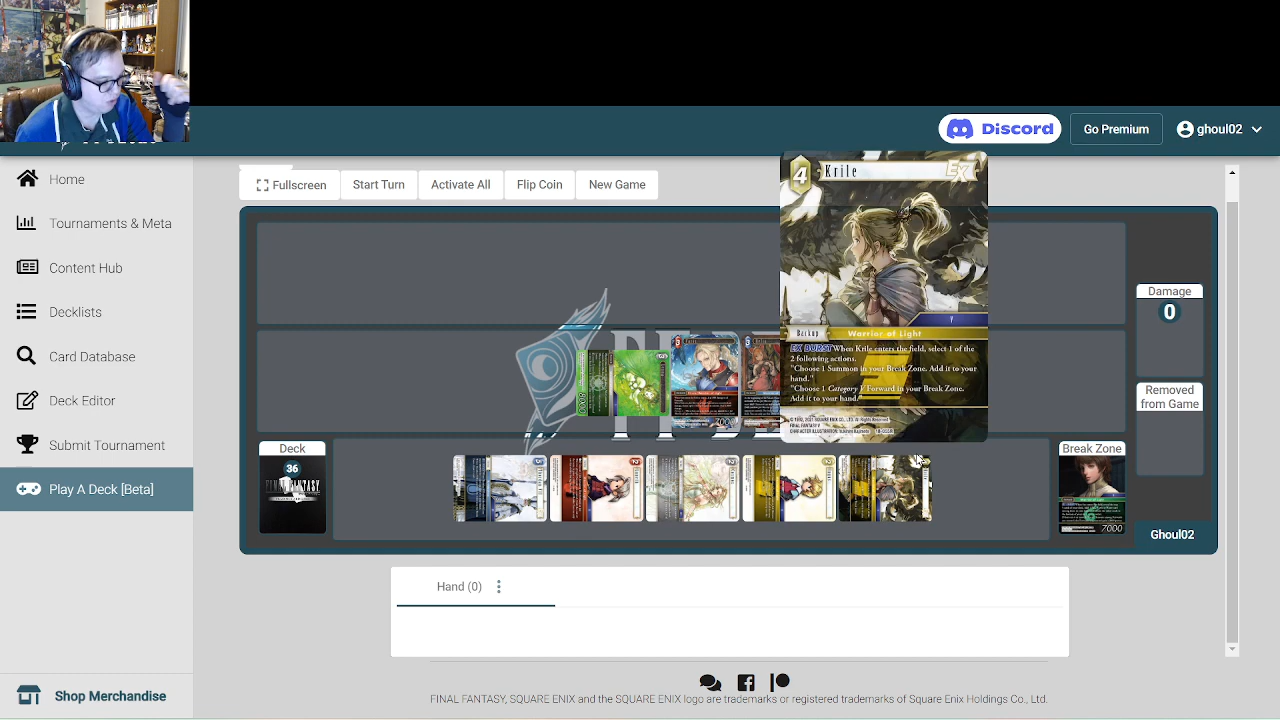 Discord
Go Premium
ghoul02
Home
Tournaments & Meta
Content Hub
Decklists
Card Database
Deck Editor
Submit Tournament
Play A Deck [Beta]
Shop Merchandise
Fullscreen
Start Turn
Activate All
Flip Coin
New Game
4
Krile
EX
V
Backup
Warrior of Light
EX BURST When Krile enters the field, select 1 of the
2 following actions.
"Choose 1 Summon in your Break Zone. Add it to your
hand."
"Choose 1 Category V Forward in your Break Zone.
Add it to your hand."
Damage
0
Removed
from Game
Deck
36
Break Zone
7000
Ghoul02
Hand (0)
FINAL FANTASY, SQUARE ENIX and the SQUARE ENIX logo are trademarks or registered trademarks of Square Enix Holdings Co., Ltd.